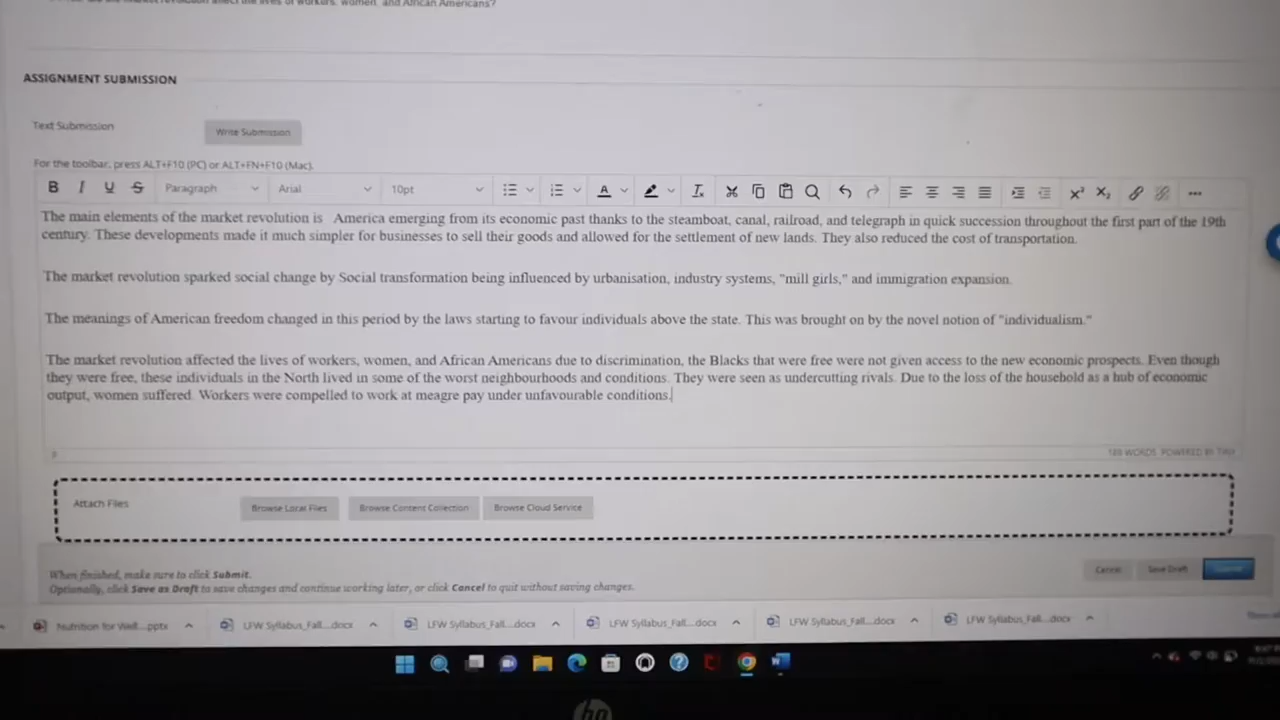 affect the lives of workers, women, and African Americans?
ASSIGNMENT SUBMISSION
Text Submission
Write Submission
For the toolbar, press ALT+F10 (PC) or ALT+FN+F10 (Mac).
B I U S Paragraph Arial 10pt
The main elements of the market revolution is America emerging from its economic past thanks to the steamboat, canal, railroad, and telegraph in quick succession throughout the first part of the 19th
century. These developments made it much simpler for businesses to sell their goods and allowed for the settlement of new lands. They also reduced the cost of transportation.
The market revolution sparked social change by Social transformation being influenced by urbanisation, industry systems, "mill girls," and immigration expansion.
The meanings of American freedom changed in this period by the laws starting to favour individuals above the state. This was brought on by the novel notion of "individualism."
The market revolution affected the lives of workers, women, and African Americans due to discrimination, the Blacks that were free were not given access to the new economic prospects. Even though
they were free, these individuals in the North lived in some of the worst neighbourhoods and conditions. They were seen as undercutting rivals. Due to the loss of the household as a hub of economic
output, women suffered. Workers were compelled to work at meagre pay under unfavourable conditions.
P
WORDS POWERED BY TINY
Attach Files
Browse Local Files
Browse Content Collection
Browse Cloud Service
When finished, make sure to click Submit.
Optionally, click Save as Draft to save changes and continue working later, or click Cancel to quit without saving changes.
Cancel
Save Draft
Nutrition for Well....pptx
LFW Syllabus_Fall....docx
LFW Syllabus_Fall....docx
LFW Syllabus_Fall....docx
LFW Syllabus_Fall....docx
LFW Syllabus_Fall....docx
hp